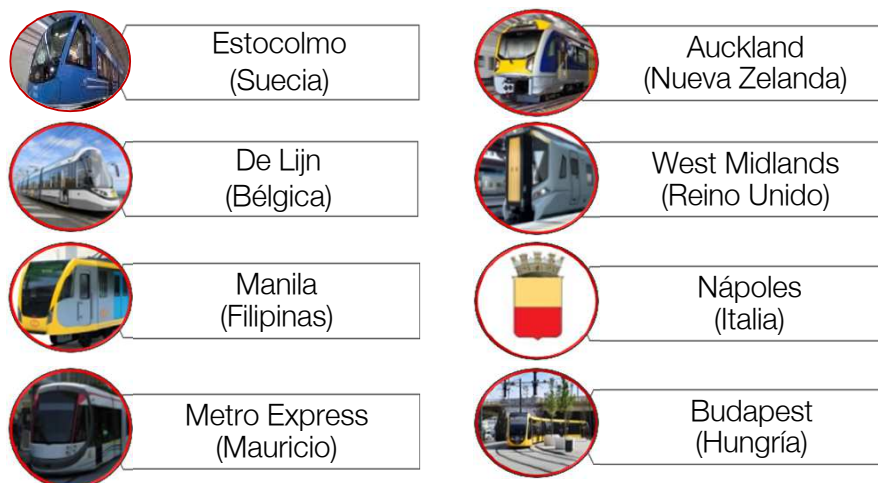 Estocolmo
(Suecia)
De Lijn
(Bélgica)
Manila
(Filipinas)
Metro Express
(Mauricio)
Auckland
(Nueva Zelanda)
West Midlands
(Reino Unido)
Nápoles
(Italia)
Budapest
(Hungría)